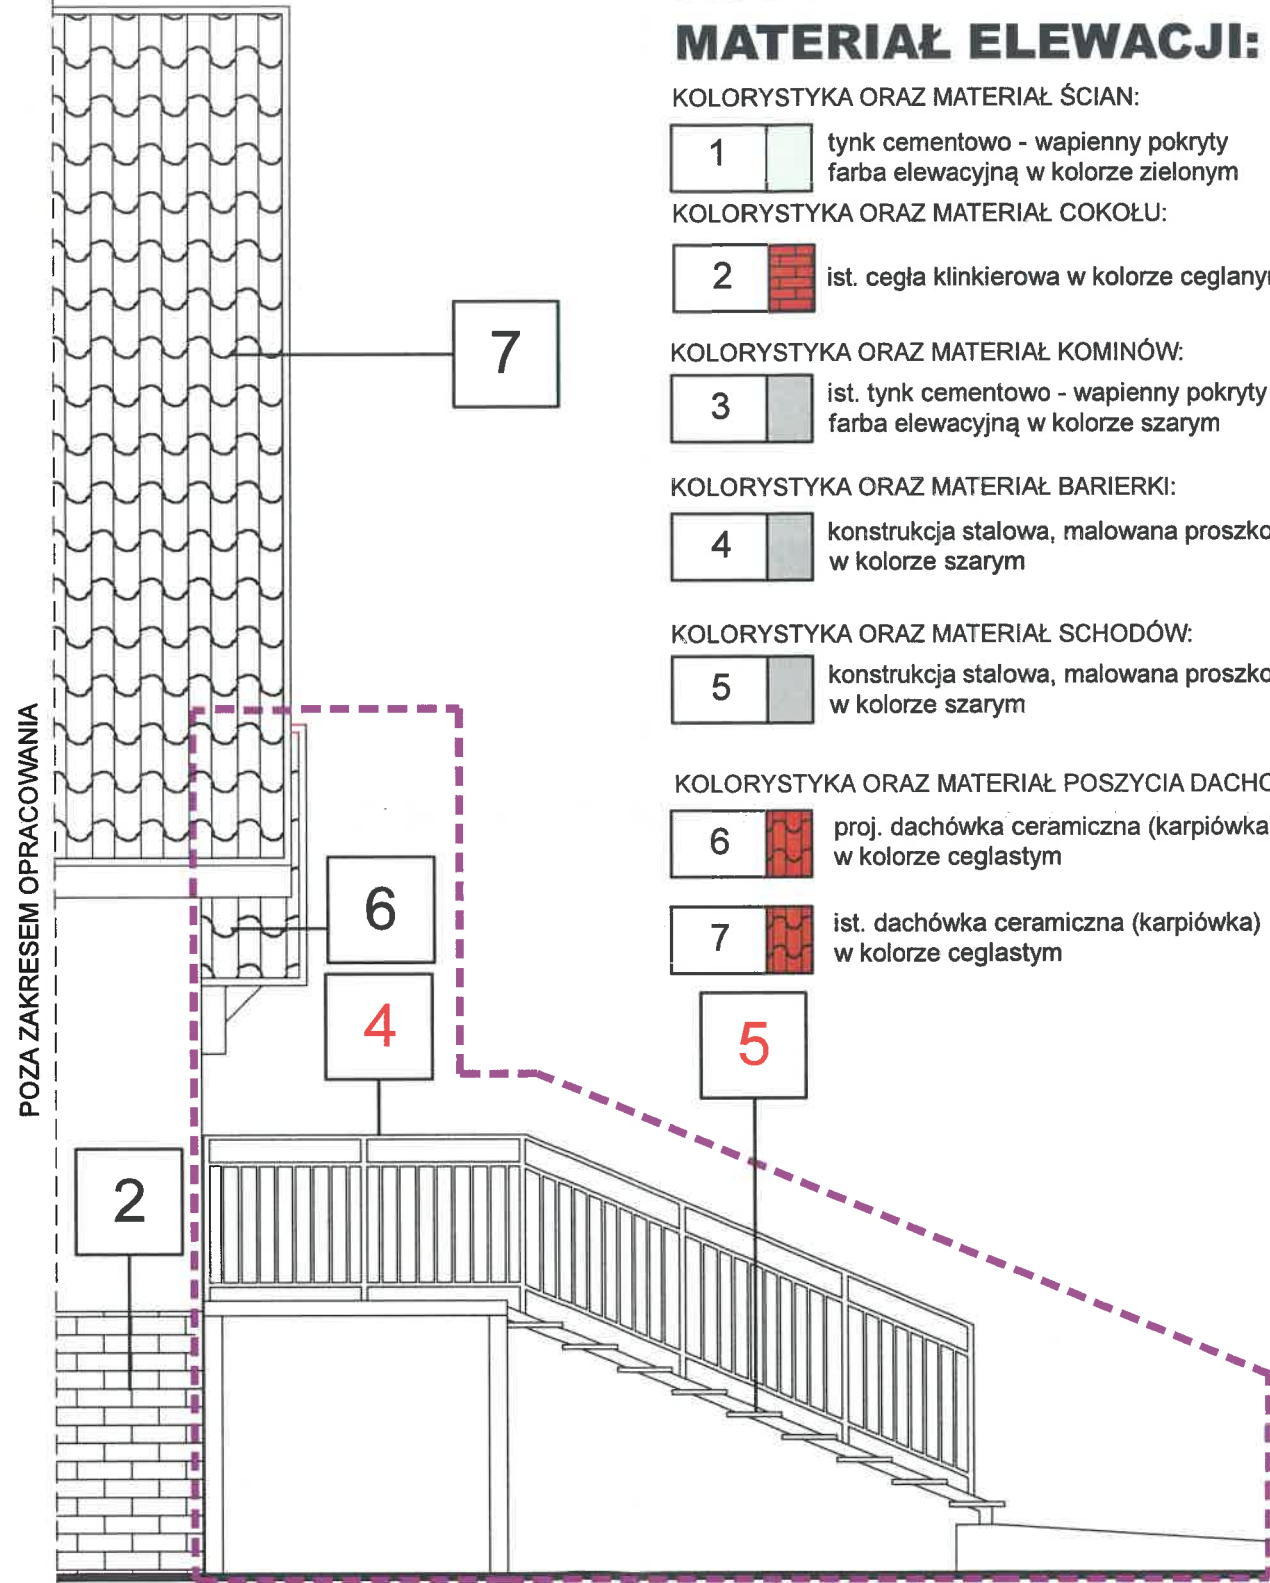 MATERIAŁ ELEWACJI:
KOLORYSTYKA ORAZ MATERIAŁ ŚCIAN:
1
tynk cementowo - wapienny pokryty
farba elewacyjną w kolorze zielonym
KOLORYSTYKA ORAZ MATERIAŁ COKOŁU:
2
ist. cegła klinkierowa w kolorze
KOLORYSTYKA ORAZ MATERIAŁ KOMINÓW:
3
ist. tynk cementowo - wapienny pokryty
farba elewacyjną w kolorze szarym
KOLORYSTYKA ORAZ MATERIAŁ BARIERKI:
4
konstrukcja stalowa, malowana proszko
w kolorze szarym
KOLORYSTYKA ORAZ MATERIAŁ SCHODÓW:
5
konstrukcja stalowa, malowana proszko
w kolorze szarym
KOLORYSTYKA ORAZ MATERIAŁ POSZYCIA DACHO
6
proj. dachówka ceramiczna (karpiówka
w kolorze ceglastym
7
ist. dachówka ceramiczna (karpiówka)
w kolorze ceglastym
7
6
4
5
2
POZA ZAKRESEM OPRACOWANIA